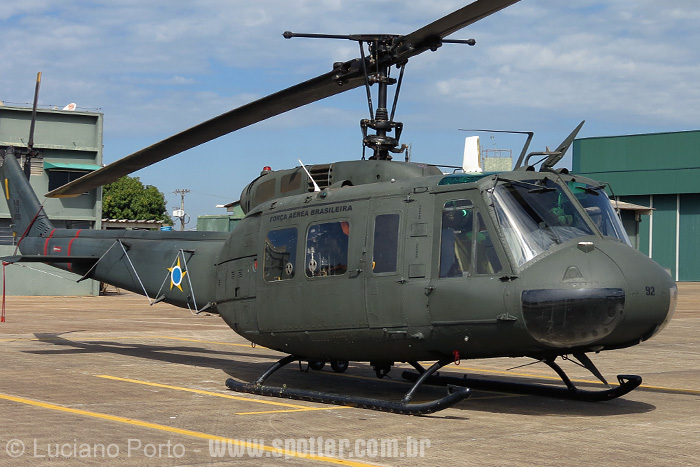 FORÇA AEREA BRASILEIRA
92
© Luciano Porto - www.spotter.com.br